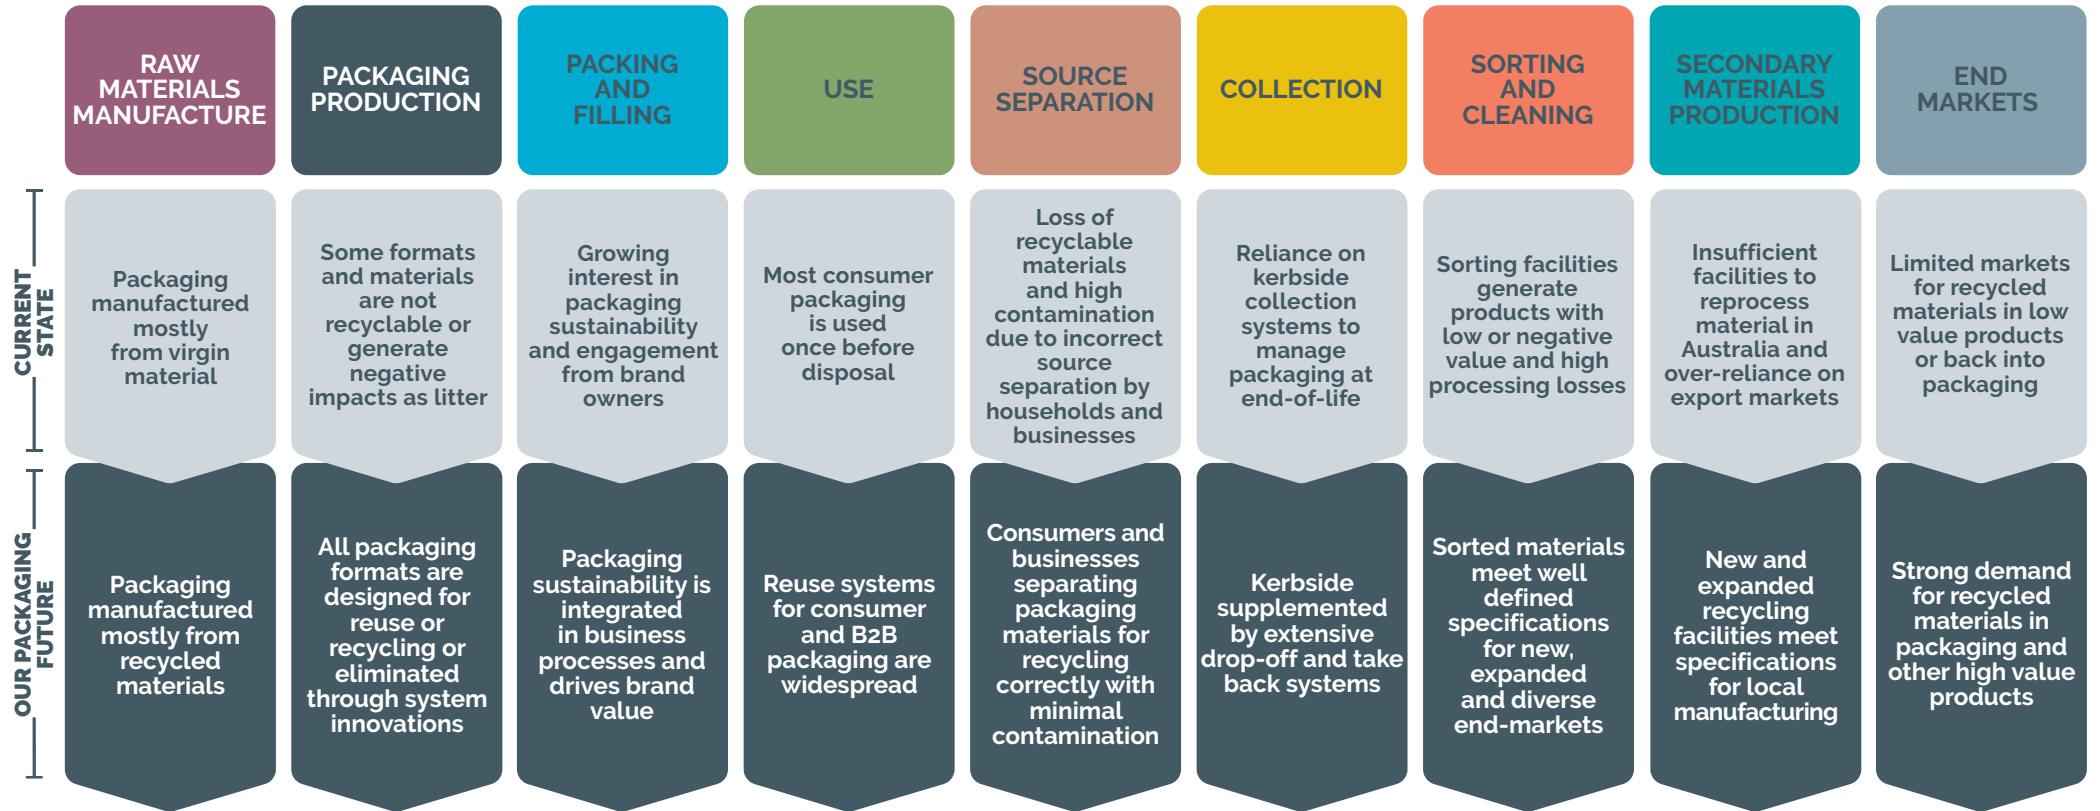 RAW
MATERIALS
MANUFACTURE
PACKAGING
PRODUCTION
PACKING
AND
FILLING
USE
SOURCE
SEPARATION
COLLECTION
SORTING
AND
CLEANING
SECONDARY
MATERIALS
PRODUCTION
END
MARKETS
CURRENT
STATE
Packaging
manufactured
mostly
from virgin
material
Some formats
and materials
are not
recyclable or
generate
negative
impacts as litter
Growing
interest in
packaging
sustainability
and engagement
from brand
owners
Most consumer
packaging
is used
once before
disposal
Loss of
recyclable
materials
and high
contamination
due to incorrect
source
separation by
households and
businesses
Reliance on
kerbside
collection
systems to
manage
packaging at
end-of-life
Sorting facilities
generate
products with
low or negative
value and high
processing losses
Insufficient
facilities to
reprocess
material in
Australia and
over-reliance on
export markets
Limited markets
for recycled
materials in low
value products
or back into
packaging
OUR PACKAGING
FUTURE
Packaging
manufactured
mostly from
recycled
materials
All packaging
formats are
designed for
reuse or
recycling or
eliminated
through system
innovations
Packaging
sustainability is
integrated
in business
processes and
drives brand
value
Reuse systems
for consumer
and B2B
packaging are
widespread
Consumers and
businesses
separating
packaging
materials for
recycling
correctly with
minimal
contamination
Kerbside
supplemented
by extensive
drop-off and take
back systems
Sorted materials
meet well
defined
specifications
for new,
expanded
and diverse
end-markets
New and
expanded
recycling
facilities meet
specifications
for local
manufacturing
Strong demand
for recycled
materials in
packaging and
other high value
products